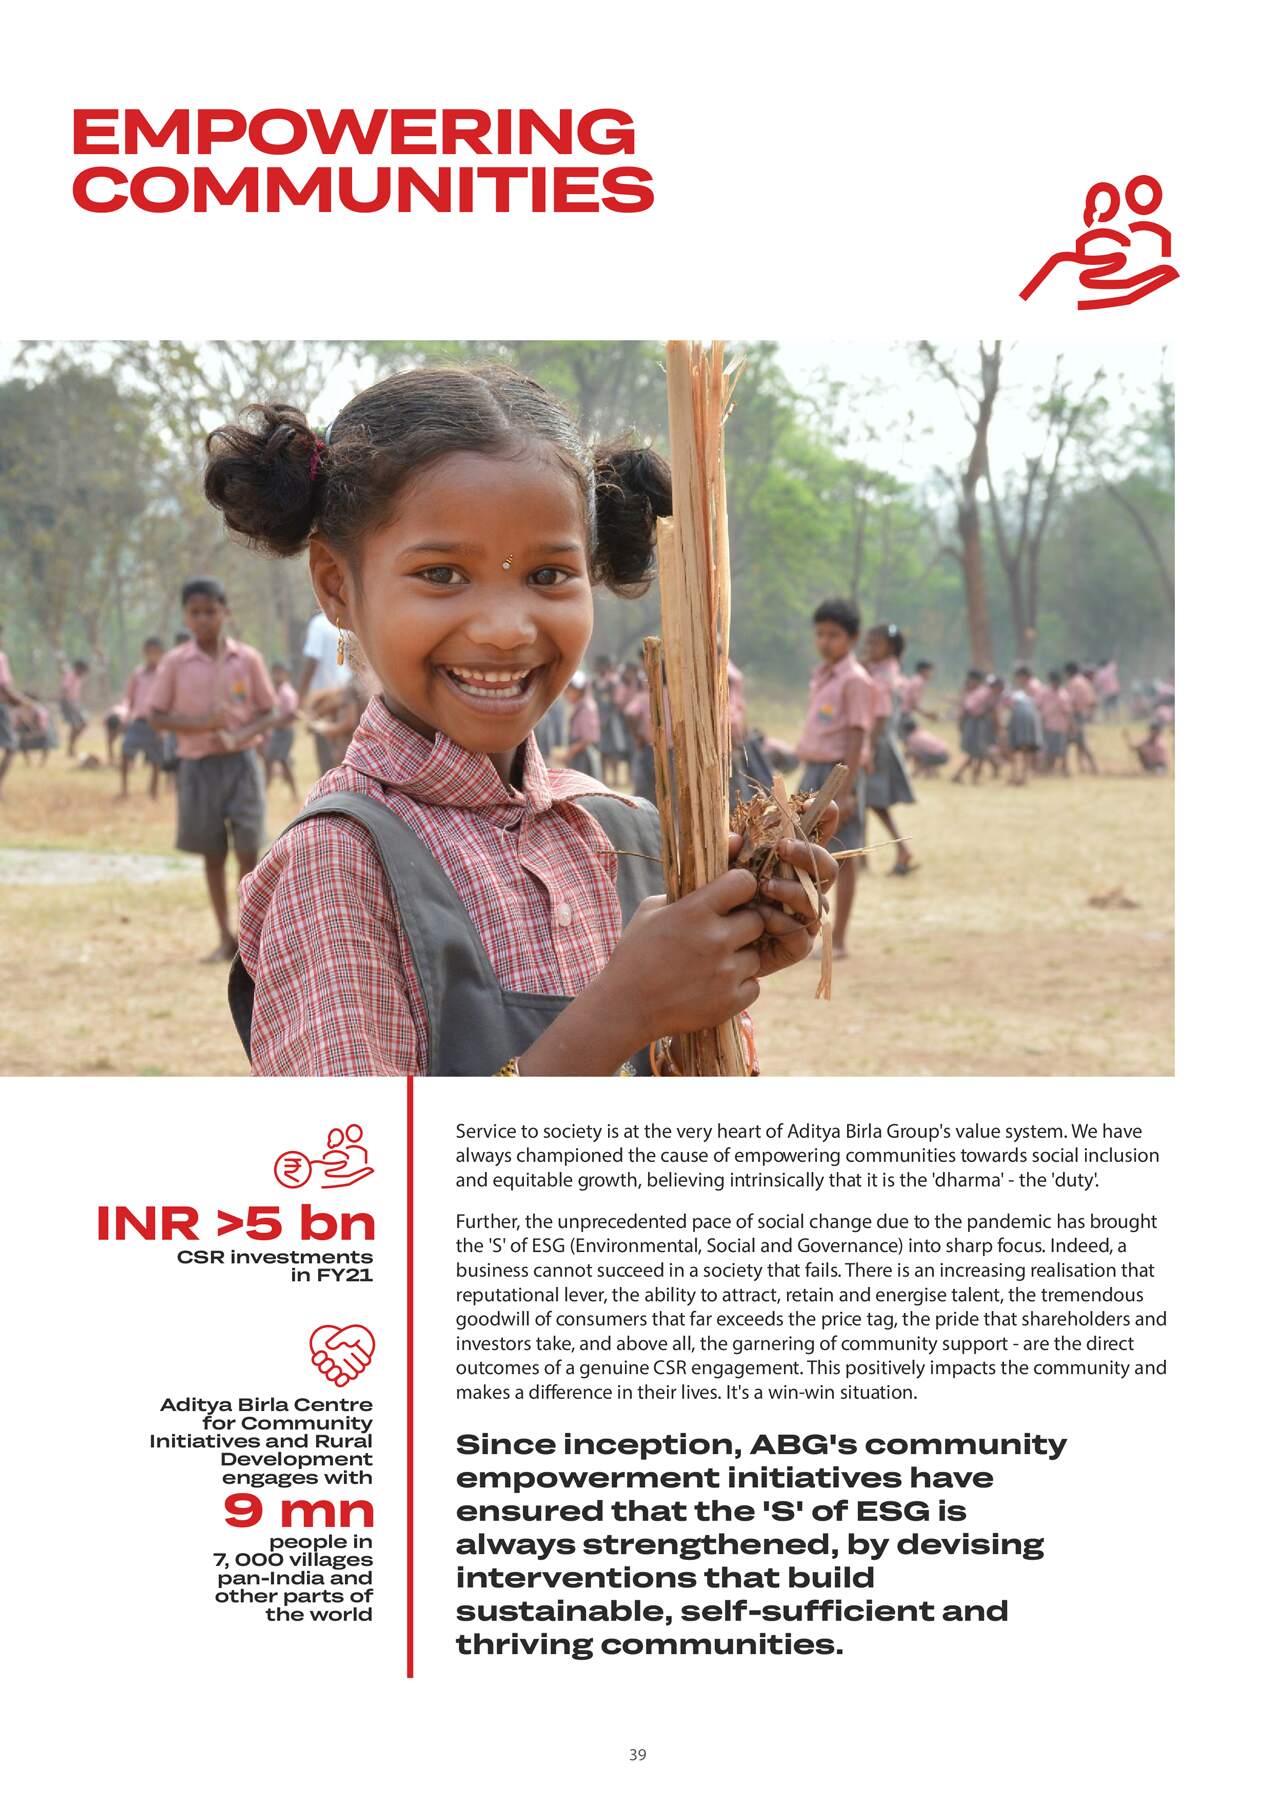 EMPOWERING
COMMUNITIES
₹
INR >5 bn
CSR investments
in FY21
Aditya Birla Centre
for Community
Initiatives and Rural
Development
engages with
9 mn
people in
7, 000 villages
pan-India and
other parts of
the world
Service to society is at the very heart of Aditya Birla Group's value system. We have
always championed the cause of empowering communities towards social inclusion
and equitable growth, believing intrinsically that it is the 'dharma' - the 'duty'.
Further, the unprecedented pace of social change due to the pandemic has brought
the 'S' of ESG (Environmental, Social and Governance) into sharp focus. Indeed, a
business cannot succeed in a society that fails. There is an increasing realisation that
reputational lever, the ability to attract, retain and energise talent, the tremendous
goodwill of consumers that far exceeds the price tag, the pride that shareholders and
investors take, and above all, the garnering of community support - are the direct
outcomes of a genuine CSR engagement. This positively impacts the community and
makes a difference in their lives. It's a win-win situation.
Since inception, ABG's community
empowerment initiatives have
ensured that the 'S' of ESG is
always strengthened, by devising
interventions that build
sustainable, self-sufficient and
thriving communities.
39